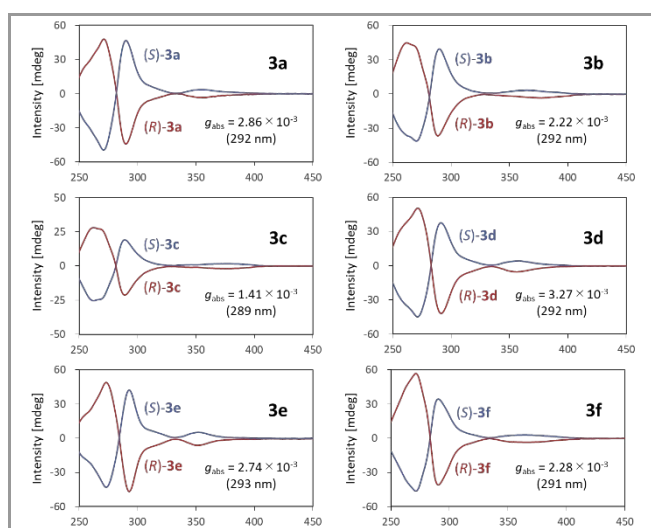 60
30
0
-30
-60
Intensity [mdeg]
(S)-3a
(R)-3a
3a
gabs = 2.86 × 10-3
(292 nm)
250 300 350 400 450
60
30
0
-30
-60
Intensity [mdeg]
(S)-3b
(R)-3b
3b
gabs = 2.22 × 10-3
(292 nm)
250 300 350 400 450
50
25
0
-25
-50
Intensity [mdeg]
(S)-3c
(R)-3c
3c
gabs = 1.41 × 10-3
(289 nm)
250 300 350 400 450
60
30
0
-30
-60
Intensity [mdeg]
(S)-3d
(R)-3d
3d
gabs = 3.27 × 10-3
(292 nm)
250 300 350 400 450
60
30
0
-30
-60
Intensity [mdeg]
(S)-3e
(R)-3e
3e
gabs = 2.74 × 10-3
(293 nm)
250 300 350 400 450
60
30
0
-30
-60
Intensity [mdeg]
(S)-3f
(R)-3f
3f
gabs = 2.28 × 10-3
(291 nm)
250 300 350 400 450